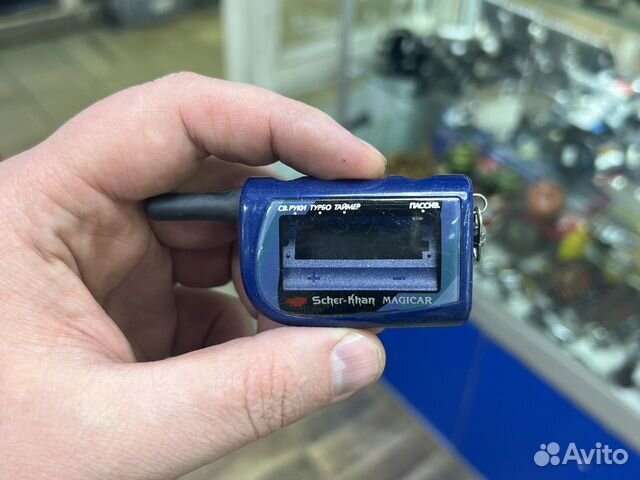 СВ.РУКИ ТУРБО ТАЙМЕР ПАССИВ.
+ −
Scher-Khan MAGICAR
Avito